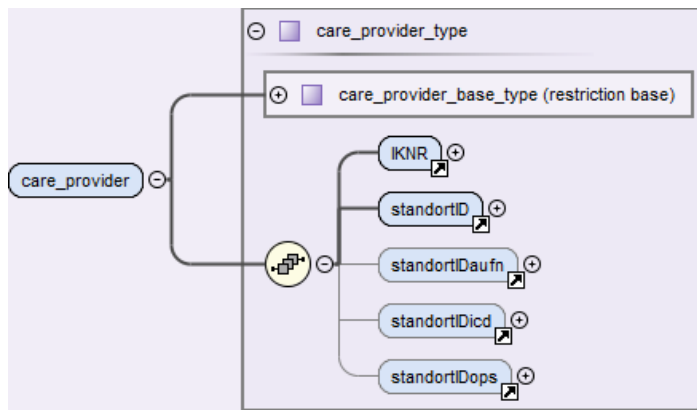 care_provider_type
care_provider_base_type (restriction base)
care_provider
IKNR
standortID
standortIDaufn
standortIDicd
standortIDops